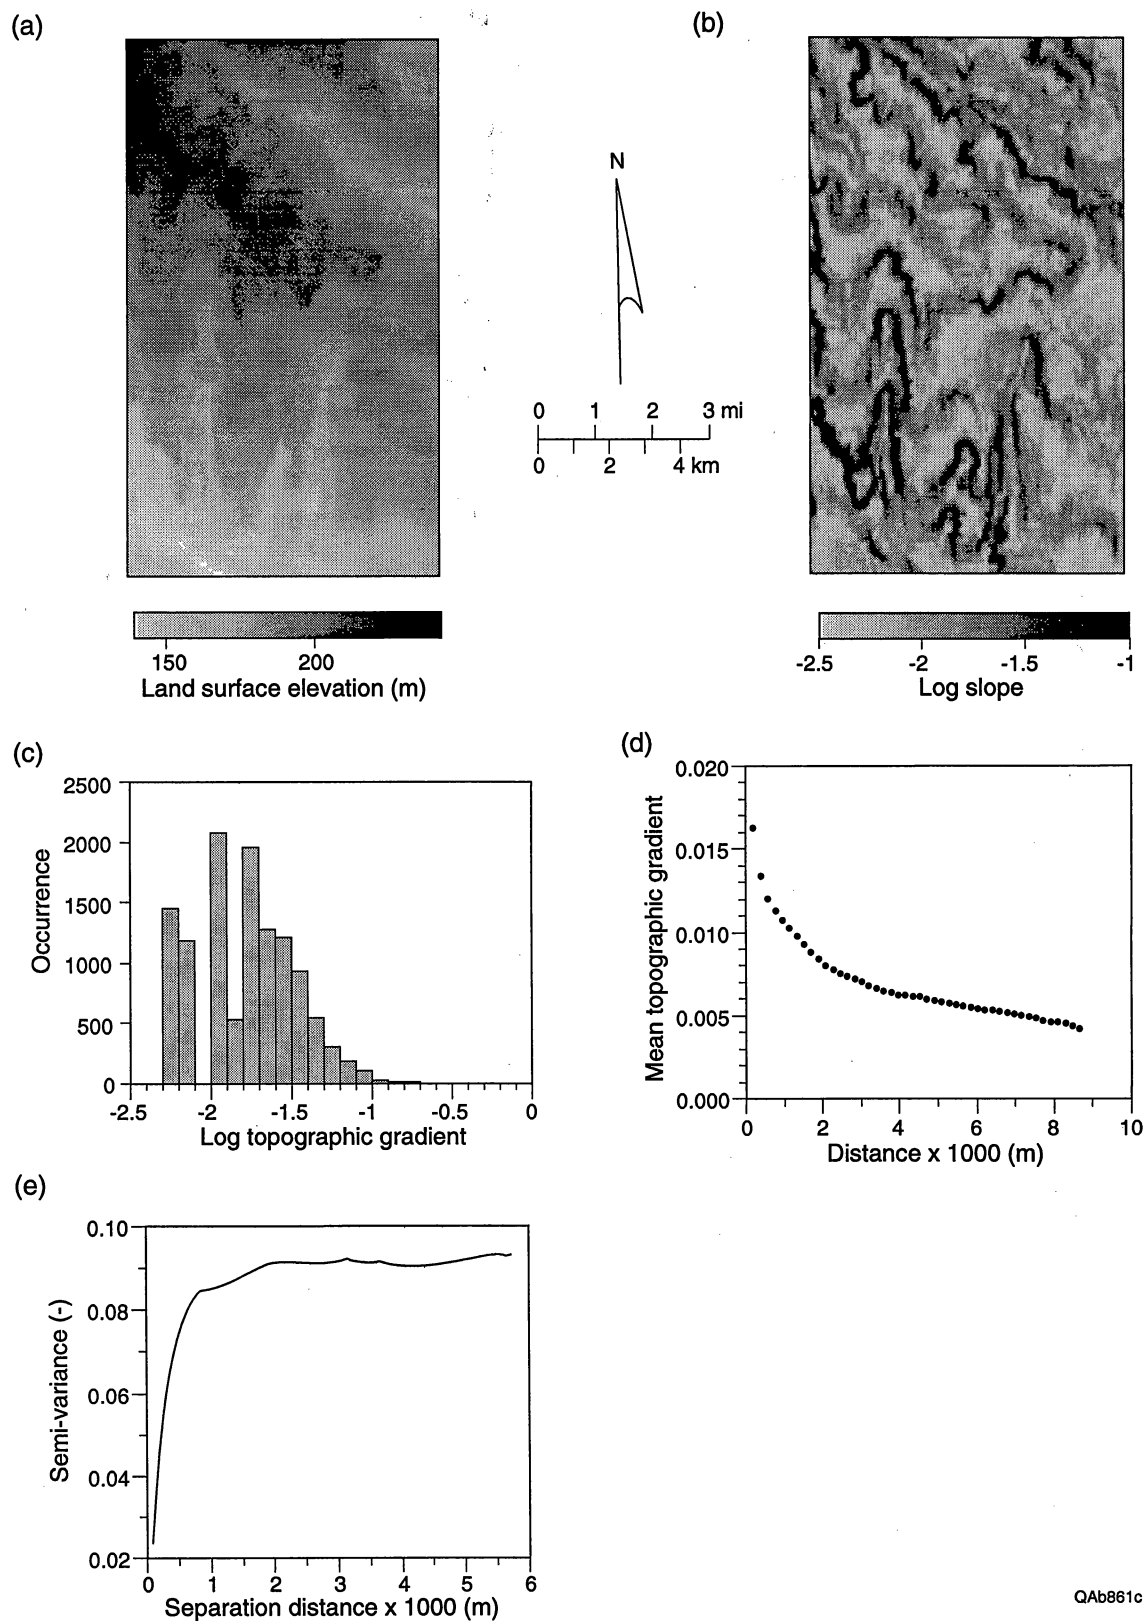 (a)
(b)
N
0 1 2 3 mi
0 2 4 km
150 200
Land surface elevation (m)
-2.5 -2 -1.5 -1
Log slope
(c)
2500
2000
1500
1000
500
0
Occurrence
-2.5 -2 -1.5 -1 -0.5 0
Log topographic gradient
(d)
0.020
0.015
0.010
0.005
0.000
Mean topographic gradient
0 2 4 6 8 10
Distance x 1000 (m)
(e)
0.10
0.08
0.06
0.04
0.02
Semi-variance (-)
0 1 2 3 4 5 6
Separation distance x 1000 (m)
QAb861c